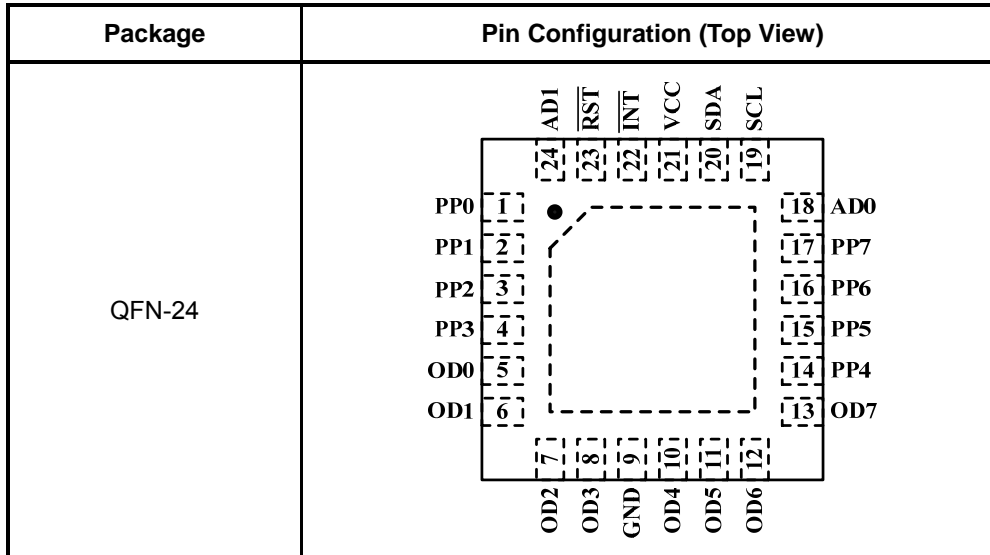 Package
Pin Configuration (Top View)
QFN-24
AD1
RST
INT
VCC
SDA
SCL
24
23
22
21
20
19
PP0 1
PP1 2
PP2 3
PP3 4
OD0 5
OD1 6
18 AD0
17 PP7
16 PP6
15 PP5
14 PP4
13 OD7
7
8
9
10
11
12
OD2
OD3
GND
OD4
OD5
OD6